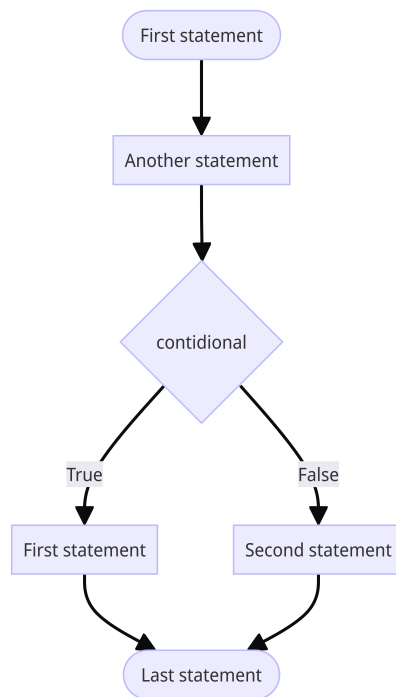 First statement
Another statement
contidional
True
False
First statement
Second statement
Last statement